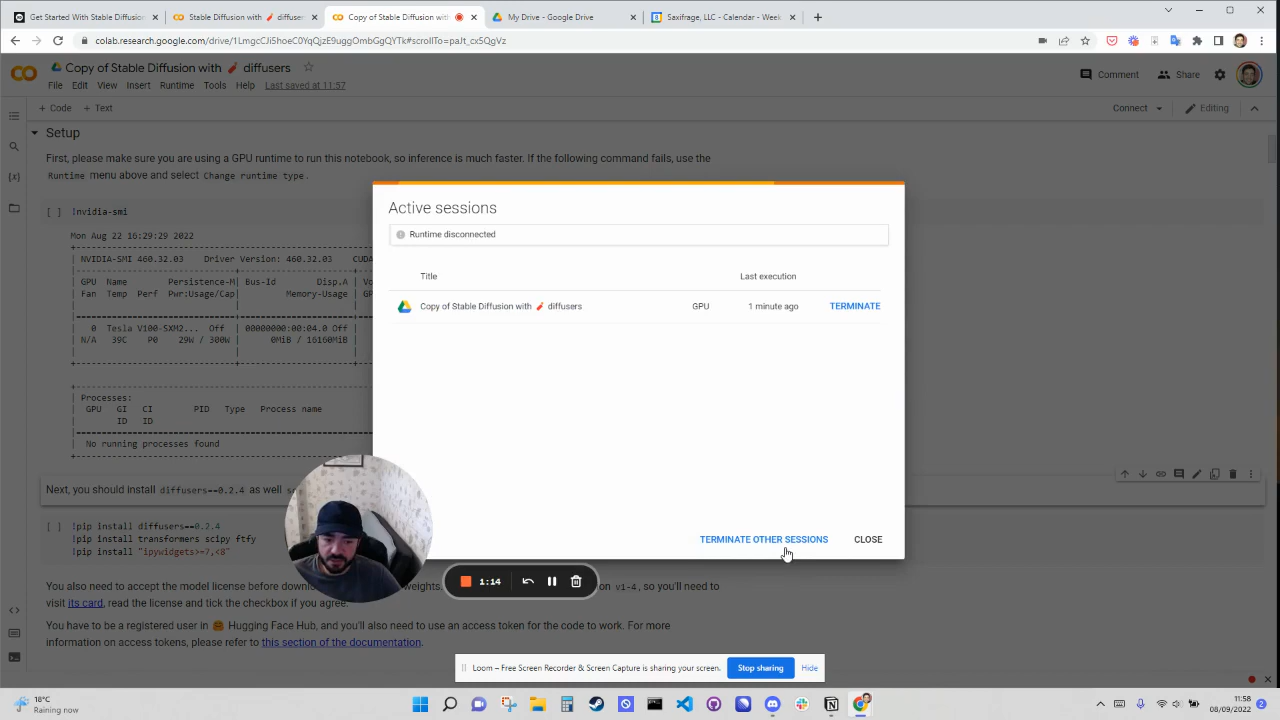 Get Started With Stable Diffusion
Stable Diffusion with diffusers
Copy of Stable Diffusion with
My Drive - Google Drive
Saxifrage, LLC - Calendar - Week
colab.research.google.com/drive/1LmgcCJi5hoeC0YqQjzE9uggOmbGgQYTk#scrollTo=paJt_cx5QgVz
Copy of Stable Diffusion with 🧨 diffusers
Comment
Share
File Edit View Insert Runtime Tools Help Last saved at 11:57
+ Code + Text
Connect
Editing
Setup
First, please make sure you are using a GPU runtime to run this notebook, so inference is much faster. If the following command fails, use the
Runtime menu above and select Change runtime type.
[ ] !nvidia-smi
Mon Aug 22 16:29:29 2022
NVIDIA-SMI 460.32.03 Driver Version: 460.32.03 CUDA
GPU Name Persistence-M| Bus-Id Disp.A
Fan Temp Perf Pwr:Usage/Cap| Memory-Usage
0 Tesla V100-SXM2... Off | 00000000:00:04.0 Off
N/A 39C P0 29W / 300W | 0MiB / 16160MiB
Processes:
GPU GI CI PID Type Process name
ID ID
No running processes found
Active sessions
Runtime disconnected
Title
Last execution
Copy of Stable Diffusion with 🧨 diffusers GPU 1 minute ago TERMINATE
TERMINATE OTHER SESSIONS
CLOSE
Next, you should install diffusers==0.2.4 as well
[ ] !pip install diffusers==0.2.4
!pip install transformers scipy ftfy
!pip install "ipywidgets>=7,<8"
1:14
You also need to accept the model license before weights. on v1-4, so you'll need to
visit its card, read the license and tick the checkbox if you agree.
You have to be a registered user in 🤗 Hugging Face Hub, and you'll also need to use an access token for the code to work. For more
information on access tokens, please refer to this section of the documentation.
Loom – Free Screen Recorder & Screen Capture is sharing your screen.
Stop sharing
Hide
18°C
Raining now
11:58
08/09/2022